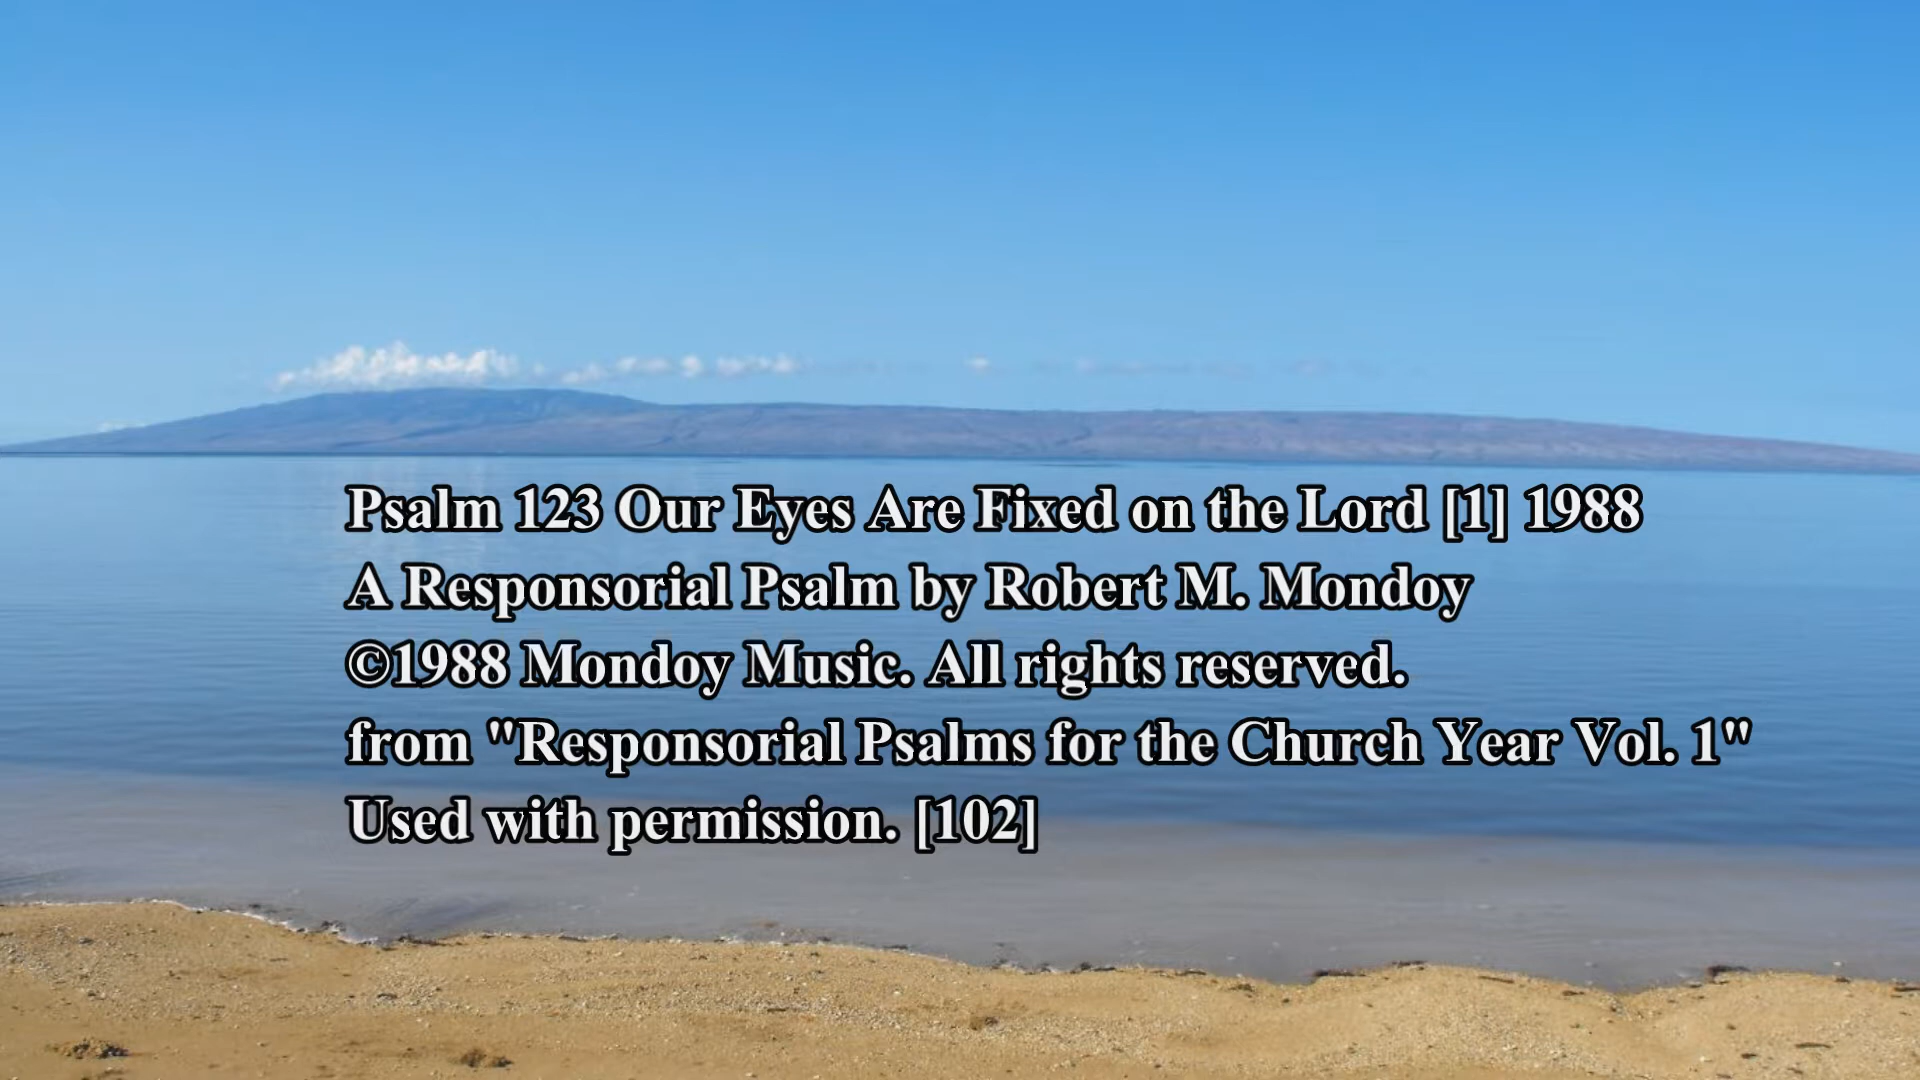 Psalm 123 Our Eyes Are Fixed on the Lord [1] 1988
A Responsorial Psalm by Robert M. Mondoy
©1988 Mondoy Music. All rights reserved.
from "Responsorial Psalms for the Church Year Vol. 1"
Used with permission. [102]